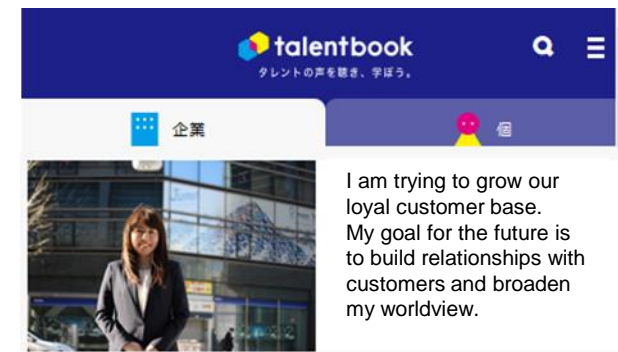 talentbook
タレントの声を聴き、学ぼう。
企業
個
I am trying to grow our
loyal customer base.
My goal for the future is
to build relationships with
customers and broaden
my worldview.